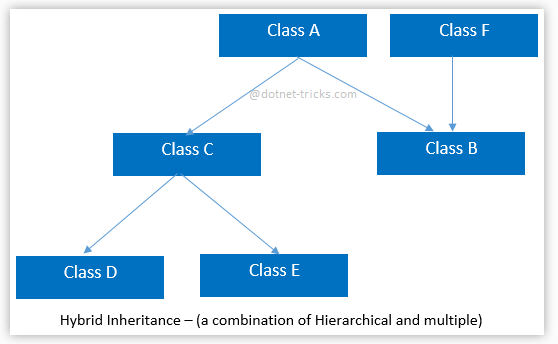 Class A
Class F
@dotnet-tricks.com
Class C
Class B
Class D
Class E
Hybrid Inheritance – (a combination of Hierarchical and multiple)